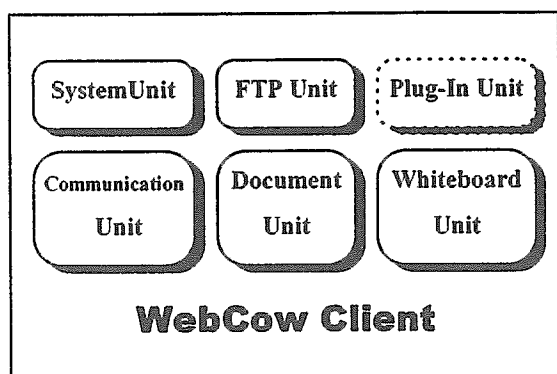 SystemUnit
FTP Unit
Plug-In Unit
Communication
Unit
Document
Unit
Whiteboard
Unit
WebCow Client